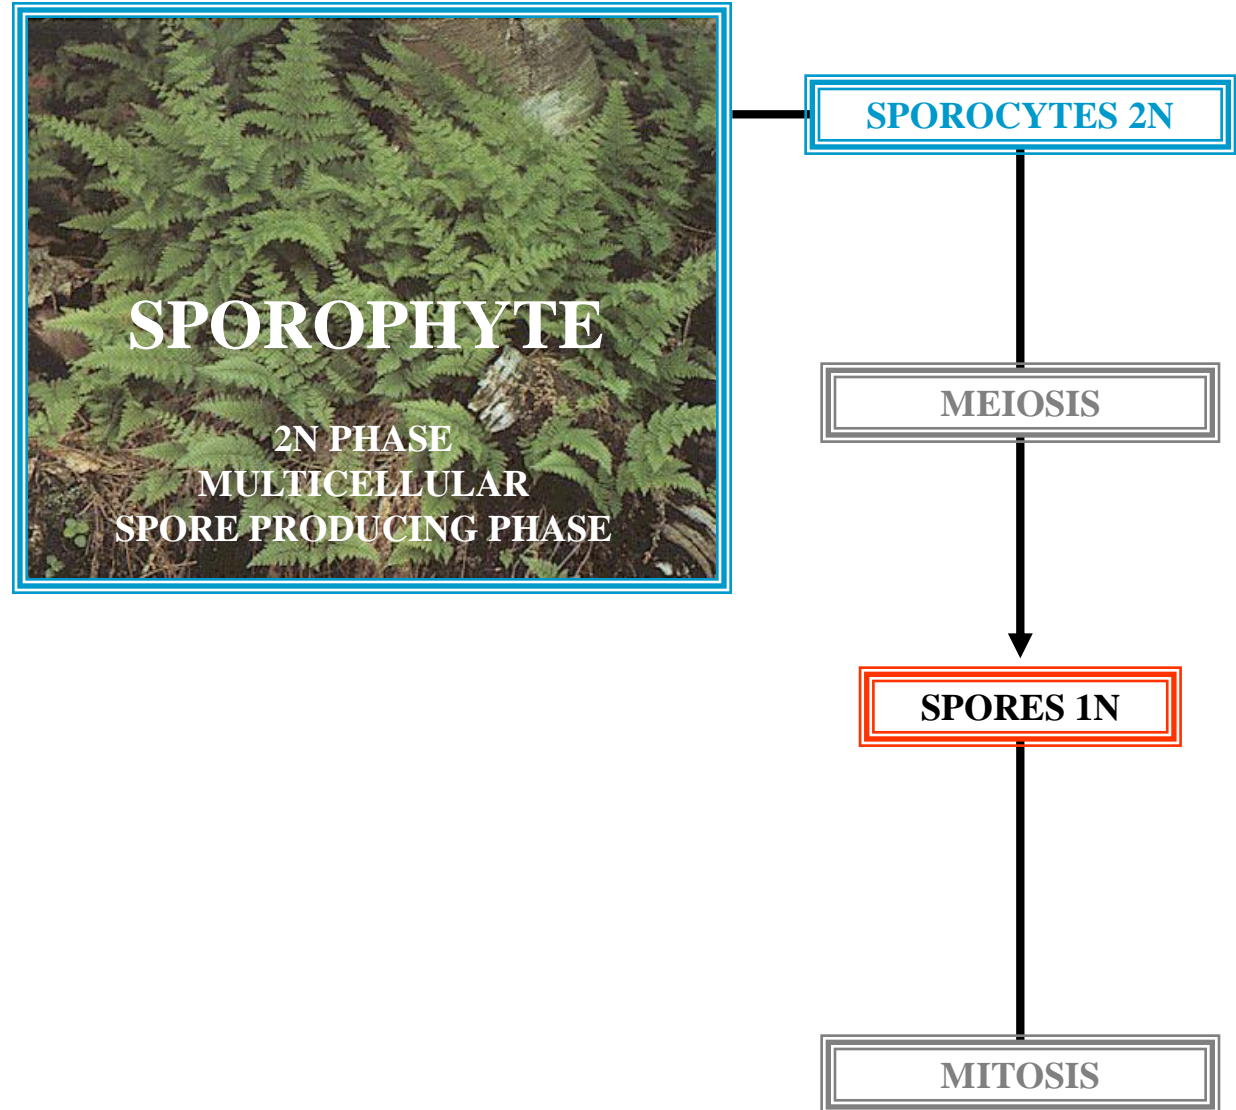 SPOROPHYTE
2N PHASE
MULTICELLULAR
SPORE PRODUCING PHASE
SPOROCYTES 2N
MEIOSIS
SPORES 1N
MITOSIS